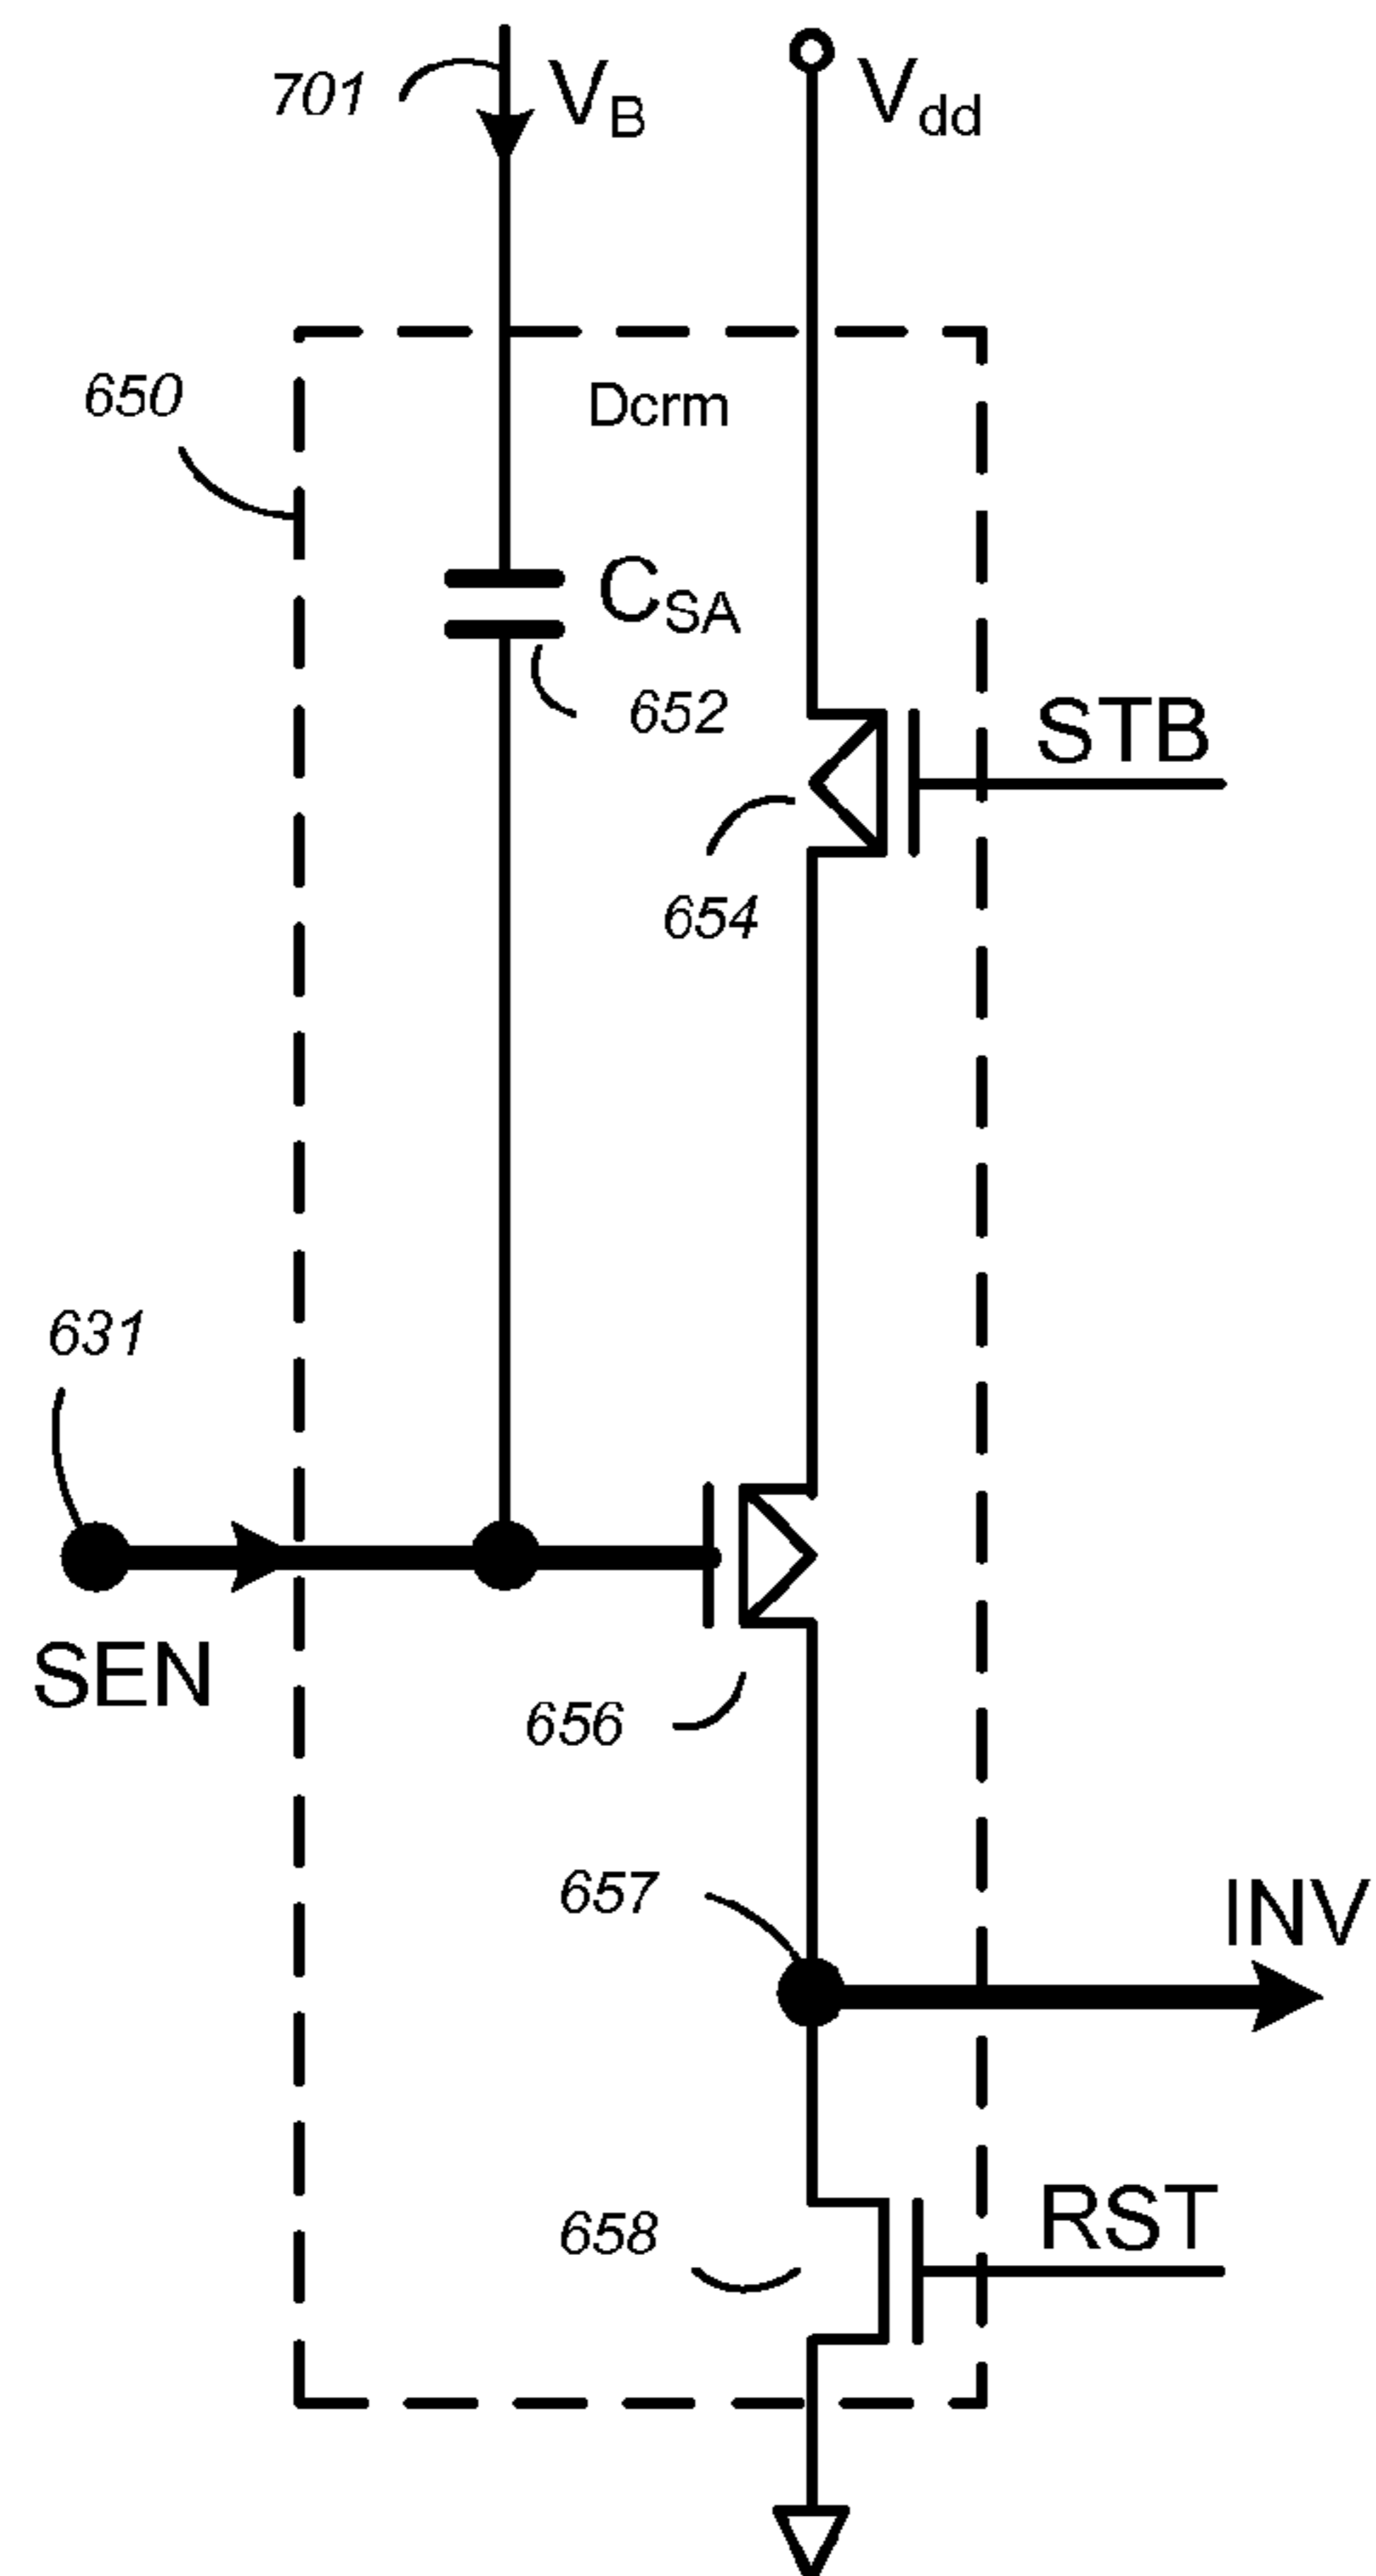 701
V_B
V_dd
650
Dcrm
C_SA
652
STB
654
631
SEN
656
657
INV
658
RST